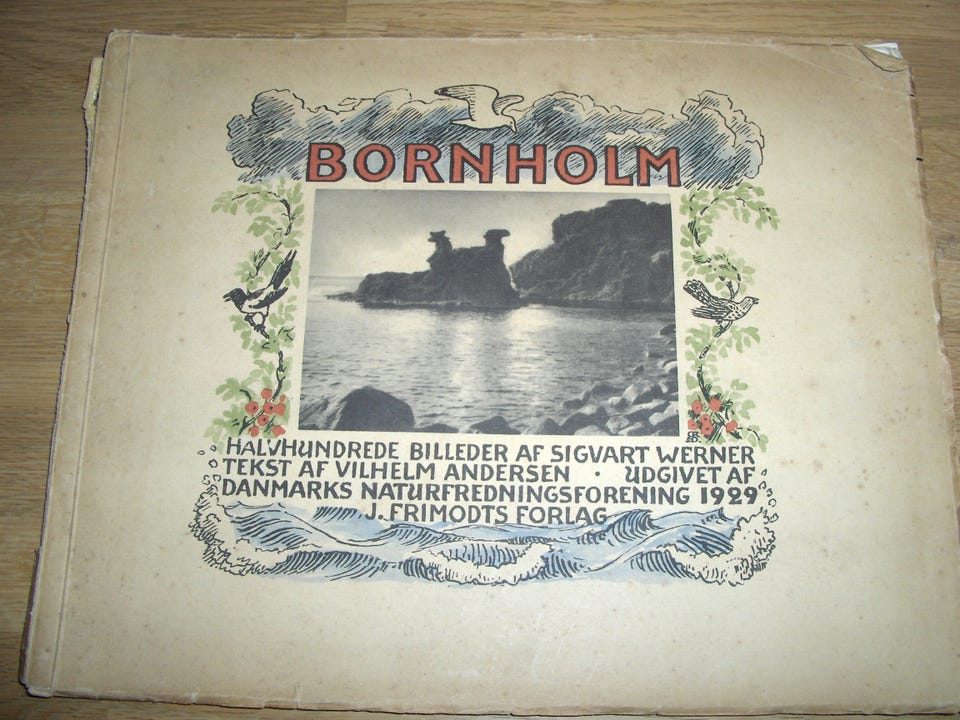 BORNHOLM
HALVHUNDREDE BILLEDER AF SIGVART WERNER
TEKST AF VILHELM ANDERSEN · UDGIVET AF
DANMARKS NATURFREDNINGSFORENING 1929
J. FRIMODTS FORLAG